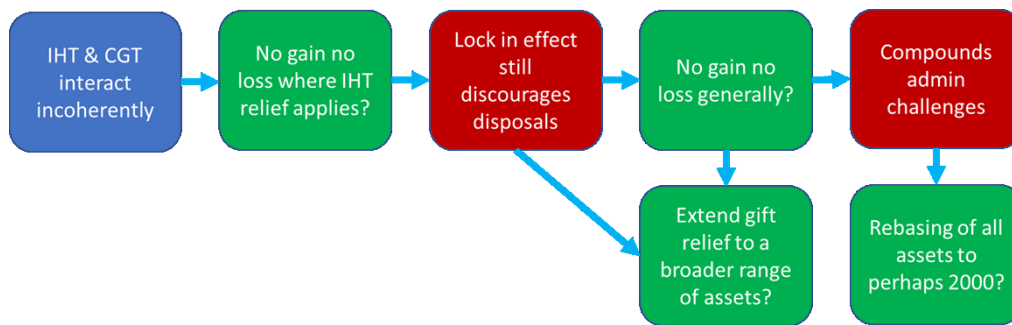 IHT & CGT
interact
incoherently
No gain no
loss where IHT
relief applies?
Lock in effect
still
discourages
disposals
No gain no
loss generally?
Compounds
admin
challenges
Extend gift
relief to a
broader range
of assets?
Rebasing of all
assets to
perhaps 2000?